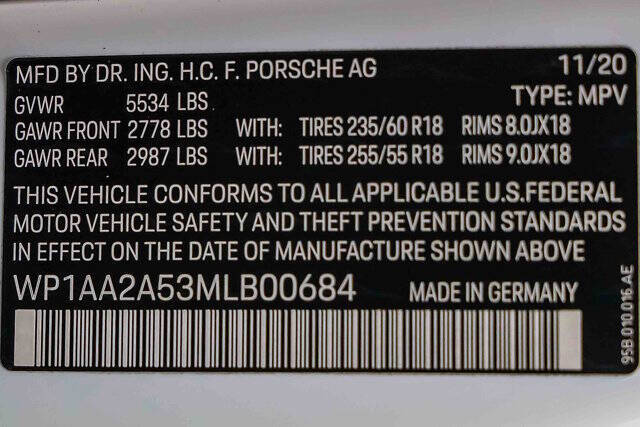 MFD BY DR. ING. H.C. F. PORSCHE AG 11/20
GVWR 5534 LBS TYPE: MPV
GAWR FRONT 2778 LBS WITH: TIRES 235/60 R18 RIMS 8.0JX18
GAWR REAR 2987 LBS WITH: TIRES 255/55 R18 RIMS 9.0JX18
THIS VEHICLE CONFORMS TO ALL APPLICABLE U.S.FEDERAL
MOTOR VEHICLE SAFETY AND THEFT PREVENTION STANDARDS
IN EFFECT ON THE DATE OF MANUFACTURE SHOWN ABOVE
WP1AA2A53MLB00684 MADE IN GERMANY
95B.010.016.AE